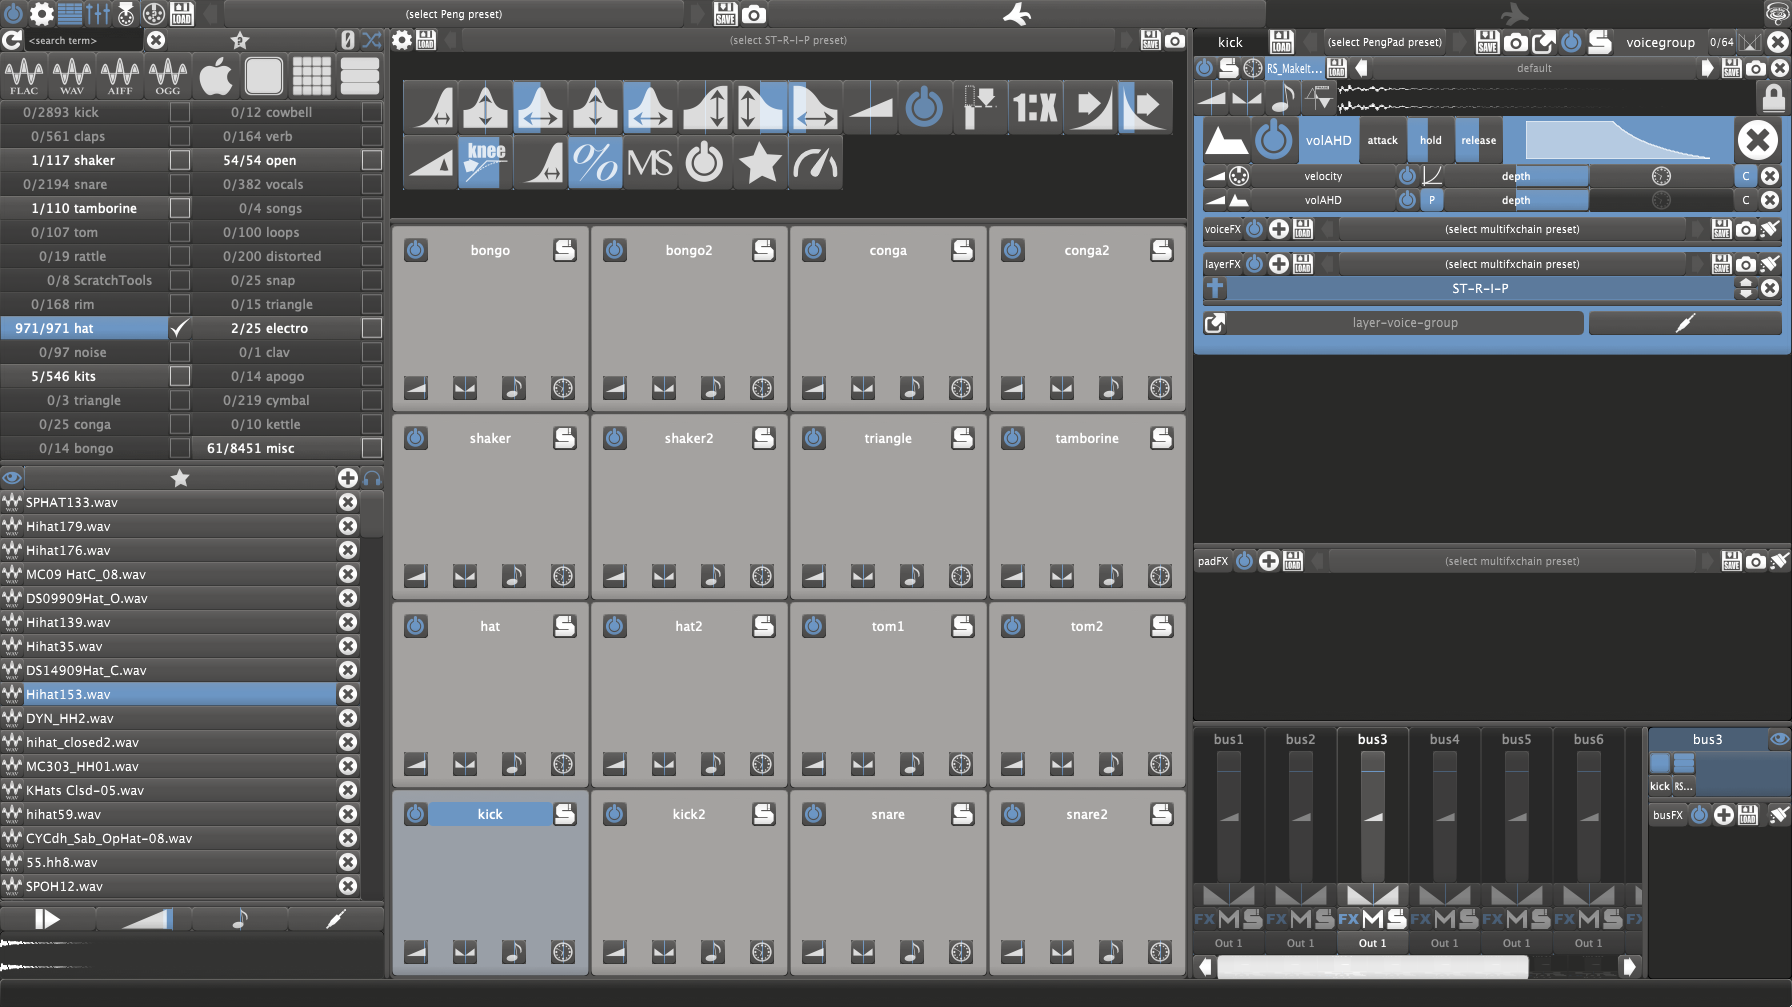 (select Peng preset)
<search term>
(select ST-R-I-P preset)
kick
(select PengPad preset)
voicegroup
0/64
RS_MakeIt...
default
FLAC
WAV
AIFF
OGG
1:X
knee
%
MS
0/2893 kick
0/12 cowbell
0/561 claps
0/164 verb
1/117 shaker
54/54 open
0/2194 snare
0/382 vocals
1/110 tamborine
0/4 songs
0/107 tom
0/100 loops
0/19 rattle
0/200 distorted
0/8 ScratchTools
0/25 snap
0/168 rim
0/15 triangle
971/971 hat
2/25 electro
0/97 noise
0/1 clav
5/546 kits
0/14 apogo
0/3 triangle
0/219 cymbal
0/25 conga
0/10 kettle
0/14 bongo
61/8451 misc
SPHAT133.wav
Hihat179.wav
Hihat176.wav
MC09 HatC_08.wav
DS09909Hat_O.wav
Hihat139.wav
Hihat35.wav
DS14909Hat_C.wav
Hihat153.wav
DYN_HH2.wav
hihat_closed2.wav
MC303_HH01.wav
KHats Clsd-05.wav
hihat59.wav
CYCdh_Sab_OpHat-08.wav
55.hh8.wav
SPOH12.wav
bongo
bongo2
conga
conga2
shaker
shaker2
triangle
tamborine
hat
hat2
tom1
tom2
kick
kick2
snare
snare2
volAHD
attack
hold
release
velocity
depth
C
volAHD
P
depth
C
voiceFX
LOAD
(select multifxchain preset)
SAVE
layerFX
LOAD
(select multifxchain preset)
SAVE
ST-R-I-P
layer-voice-group
padFX
LOAD
(select multifxchain preset)
SAVE
bus1
bus2
bus3
bus4
bus5
bus6
FX M S
FX M S
FX M S
FX M S
FX M S
FX M S
Out 1
Out 1
Out 1
Out 1
Out 1
Out 1
bus3
kick
RS...
busFX
LOAD
SAVE